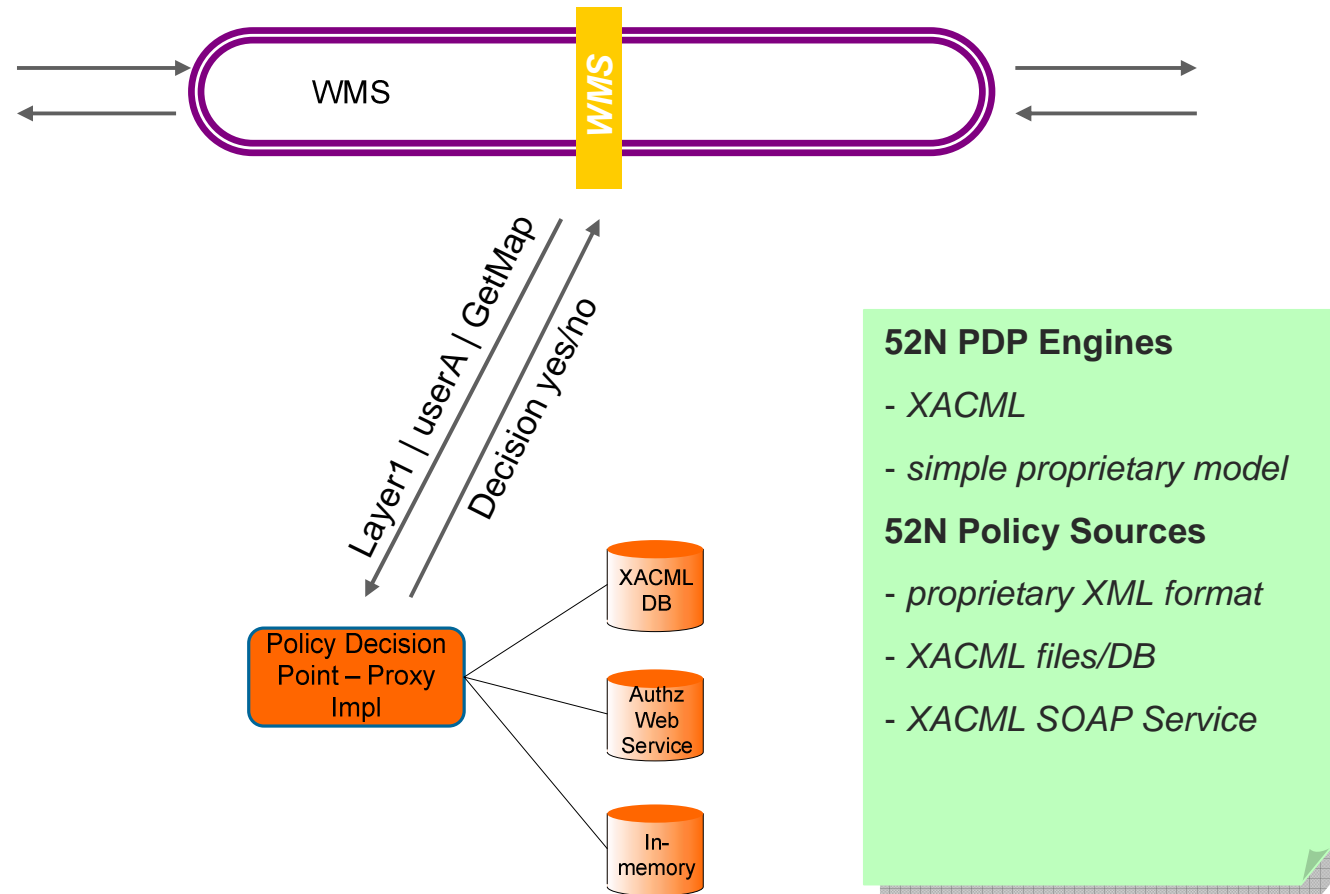 WMS
WMS
Layer1 | userA | GetMap
Decision yes/no
Policy Decision
Point – Proxy
Impl
XACML
DB
Authz
Web
Service
In-
memory
52N PDP Engines
- XACML
- simple proprietary model
52N Policy Sources
- proprietary XML format
- XACML files/DB
- XACML SOAP Service